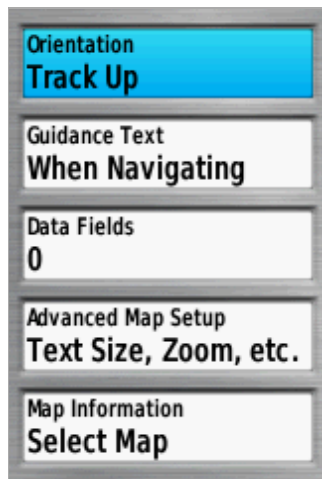 Orientation
Track Up
Guidance Text
When Navigating
Data Fields
0
Advanced Map Setup
Text Size, Zoom, etc.
Map Information
Select Map